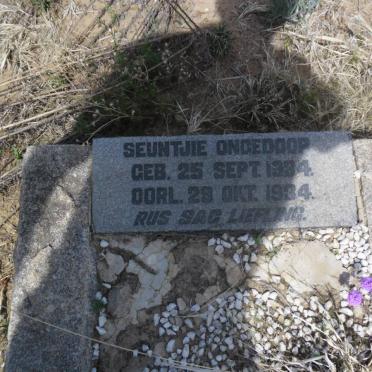 SEUNTJIE ONGEDOOP
GEB. 25 SEPT. 1934.
OORL. 29 OKT. 1934.
RUS SAG LIEFLING.